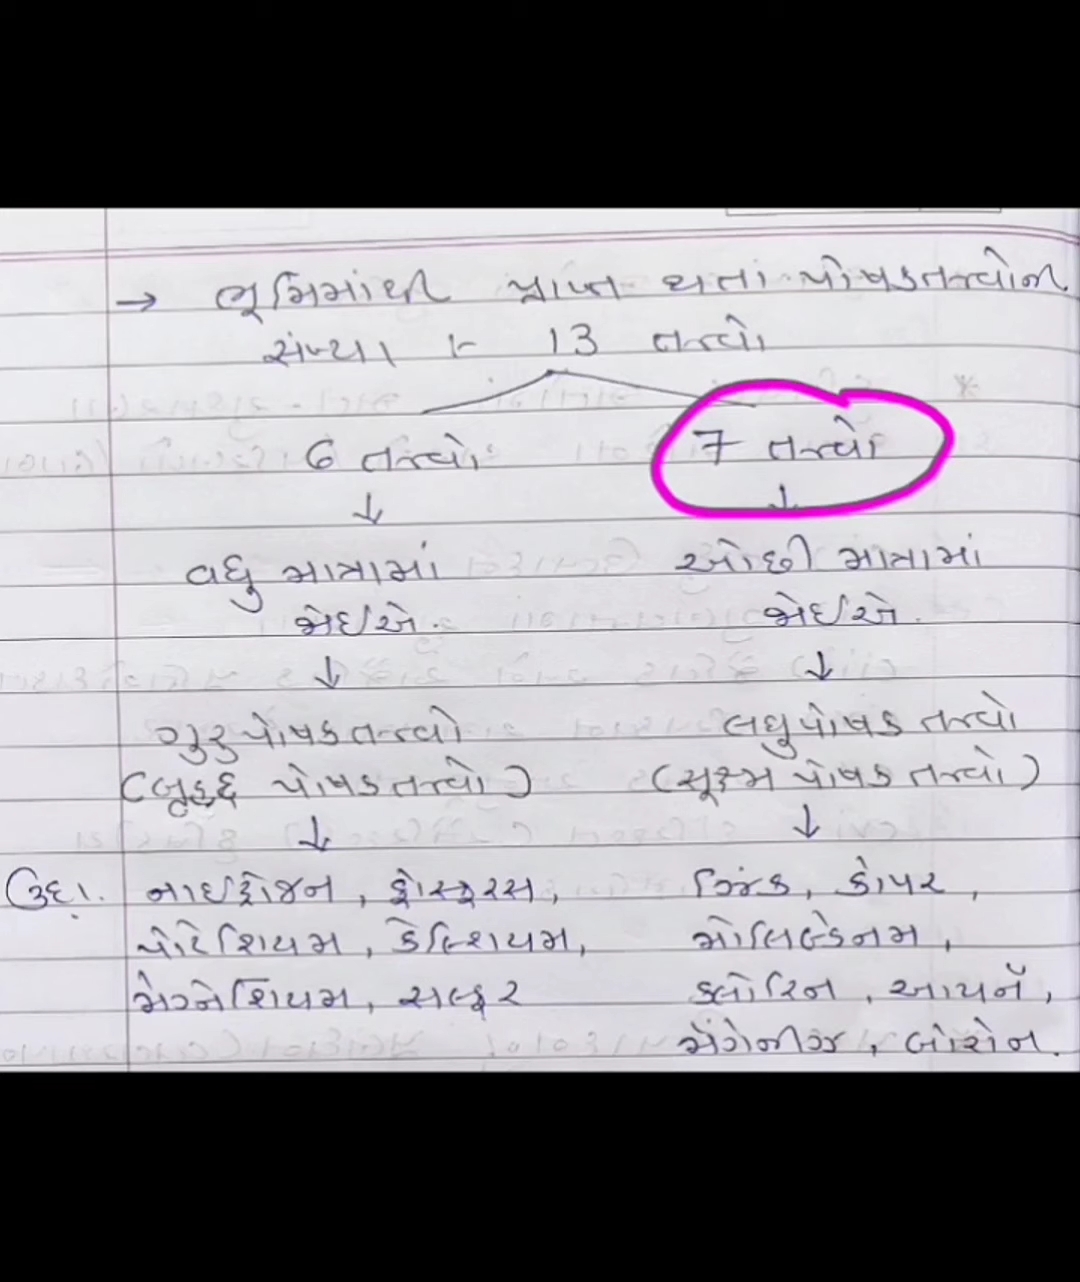 → ભૂમિમાંથી પ્રાપ્ત થતા પોષકતત્વોની
સંખ્યા :- 13 તત્વો
6 તત્વો 7 તત્વો
↓ ↓
વધુ માત્રામાં ઓછી માત્રામાં
જોઈએ. જોઈએ.
↓ ↓
ગુરુપોષકતત્વો લઘુપોષક તત્વો
(બૃહદ્દ પોષકતત્વો) (સૂક્ષ્મ પોષક તત્વો)
↓ ↓
ઉદા. નાઈટ્રોજન, ફોસ્ફરસ, ઝિંક, કોપર,
પોટેશિયમ, કેલ્શિયમ, મોલિબ્ડેનમ,
મેગ્નેશિયમ, સલ્ફર ક્લોરિન, આયર્ન,
મેંગેનીઝ, બોરોન.